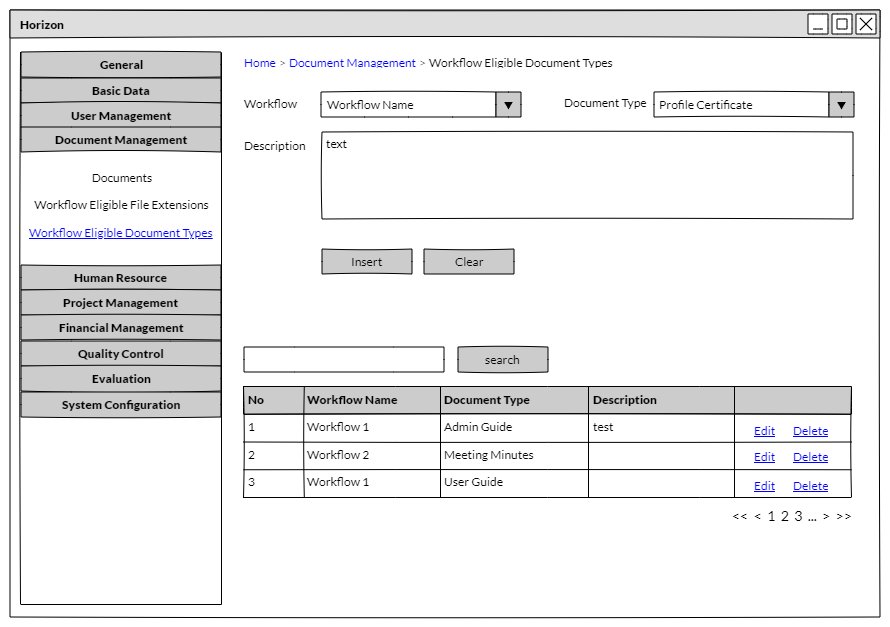 Horizon
General
Basic Data
User Management
Document Management
Documents
Workflow Eligible File Extensions
Workflow Eligible Document Types
Human Resource
Project Management
Financial Management
Quality Control
Evaluation
System Configuration
Home > Document Management > Workflow Eligible Document Types
Workflow Workflow Name Document Type Profile Certificate
Description text
Insert Clear
search
No Workflow Name Document Type Description
1 Workflow 1 Admin Guide test Edit Delete
2 Workflow 2 Meeting Minutes Edit Delete
3 Workflow 1 User Guide Edit Delete
<< < 1 2 3 ... > >>